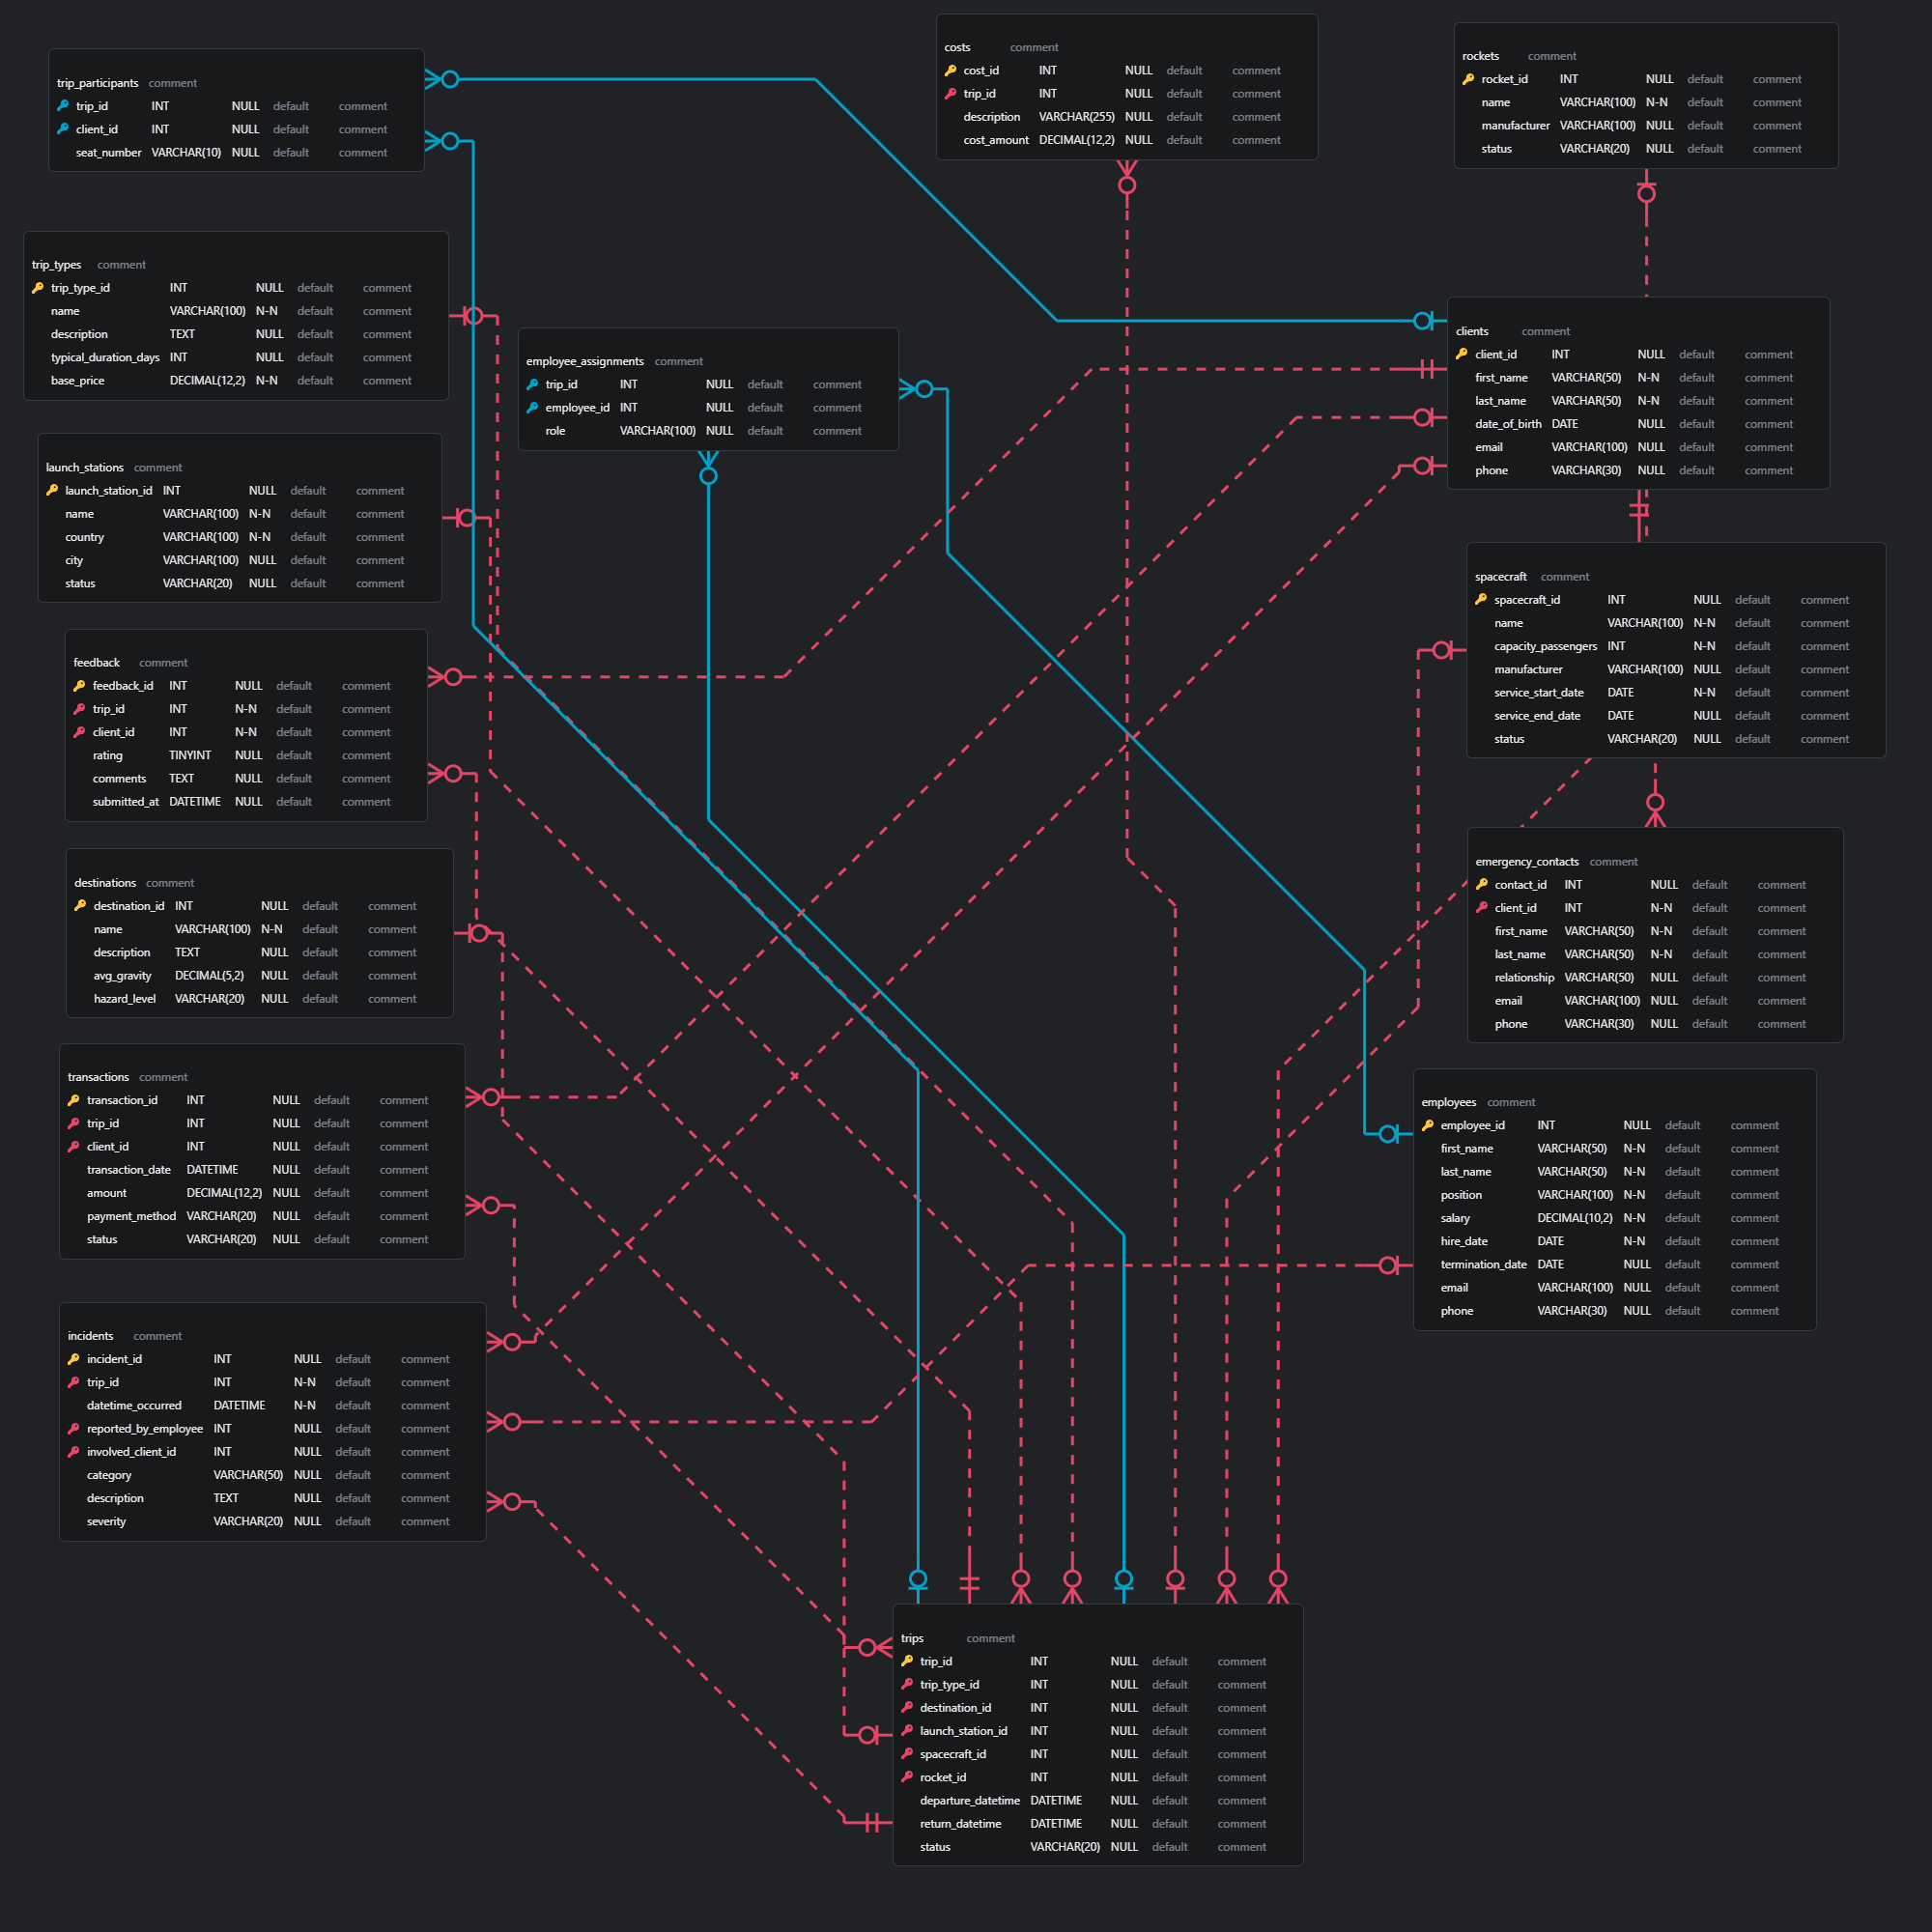 trip_participants comment
trip_id INT NULL default comment
client_id INT NULL default comment
seat_number VARCHAR(10) NULL default comment
costs comment
cost_id INT NULL default comment
trip_id INT NULL default comment
description VARCHAR(255) NULL default comment
cost_amount DECIMAL(12,2) NULL default comment
rockets comment
rocket_id INT NULL default comment
name VARCHAR(100) N-N default comment
manufacturer VARCHAR(100) NULL default comment
status VARCHAR(20) NULL default comment
trip_types comment
trip_type_id INT NULL default comment
name VARCHAR(100) N-N default comment
description TEXT NULL default comment
typical_duration_days INT NULL default comment
base_price DECIMAL(12,2) N-N default comment
employee_assignments comment
trip_id INT NULL default comment
employee_id INT NULL default comment
role VARCHAR(100) NULL default comment
clients comment
client_id INT NULL default comment
first_name VARCHAR(50) N-N default comment
last_name VARCHAR(50) N-N default comment
date_of_birth DATE NULL default comment
email VARCHAR(100) NULL default comment
phone VARCHAR(30) NULL default comment
launch_stations comment
launch_station_id INT NULL default comment
name VARCHAR(100) N-N default comment
country VARCHAR(100) N-N default comment
city VARCHAR(100) NULL default comment
status VARCHAR(20) NULL default comment
spacecraft comment
spacecraft_id INT NULL default comment
name VARCHAR(100) N-N default comment
capacity_passengers INT N-N default comment
manufacturer VARCHAR(100) NULL default comment
service_start_date DATE N-N default comment
service_end_date DATE NULL default comment
status VARCHAR(20) NULL default comment
feedback comment
feedback_id INT NULL default comment
trip_id INT N-N default comment
client_id INT N-N default comment
rating TINYINT NULL default comment
comments TEXT NULL default comment
submitted_at DATETIME NULL default comment
destinations comment
destination_id INT NULL default comment
name VARCHAR(100) N-N default comment
description TEXT NULL default comment
avg_gravity DECIMAL(5,2) NULL default comment
hazard_level VARCHAR(20) NULL default comment
emergency_contacts comment
contact_id INT NULL default comment
client_id INT N-N default comment
first_name VARCHAR(50) N-N default comment
last_name VARCHAR(50) N-N default comment
relationship VARCHAR(50) NULL default comment
email VARCHAR(100) NULL default comment
phone VARCHAR(30) NULL default comment
transactions comment
transaction_id INT NULL default comment
trip_id INT NULL default comment
client_id INT NULL default comment
transaction_date DATETIME NULL default comment
amount DECIMAL(12,2) NULL default comment
payment_method VARCHAR(20) NULL default comment
status VARCHAR(20) NULL default comment
employees comment
employee_id INT NULL default comment
first_name VARCHAR(50) N-N default comment
last_name VARCHAR(50) N-N default comment
position VARCHAR(100) N-N default comment
salary DECIMAL(10,2) N-N default comment
hire_date DATE N-N default comment
termination_date DATE NULL default comment
email VARCHAR(100) NULL default comment
phone VARCHAR(30) NULL default comment
incidents comment
incident_id INT NULL default comment
trip_id INT N-N default comment
datetime_occurred DATETIME N-N default comment
reported_by_employee INT NULL default comment
involved_client_id INT NULL default comment
category VARCHAR(50) NULL default comment
description TEXT NULL default comment
severity VARCHAR(20) NULL default comment
trips comment
trip_id INT NULL default comment
trip_type_id INT NULL default comment
destination_id INT NULL default comment
launch_station_id INT NULL default comment
spacecraft_id INT NULL default comment
rocket_id INT NULL default comment
departure_datetime DATETIME NULL default comment
return_datetime DATETIME NULL default comment
status VARCHAR(20) NULL default comment